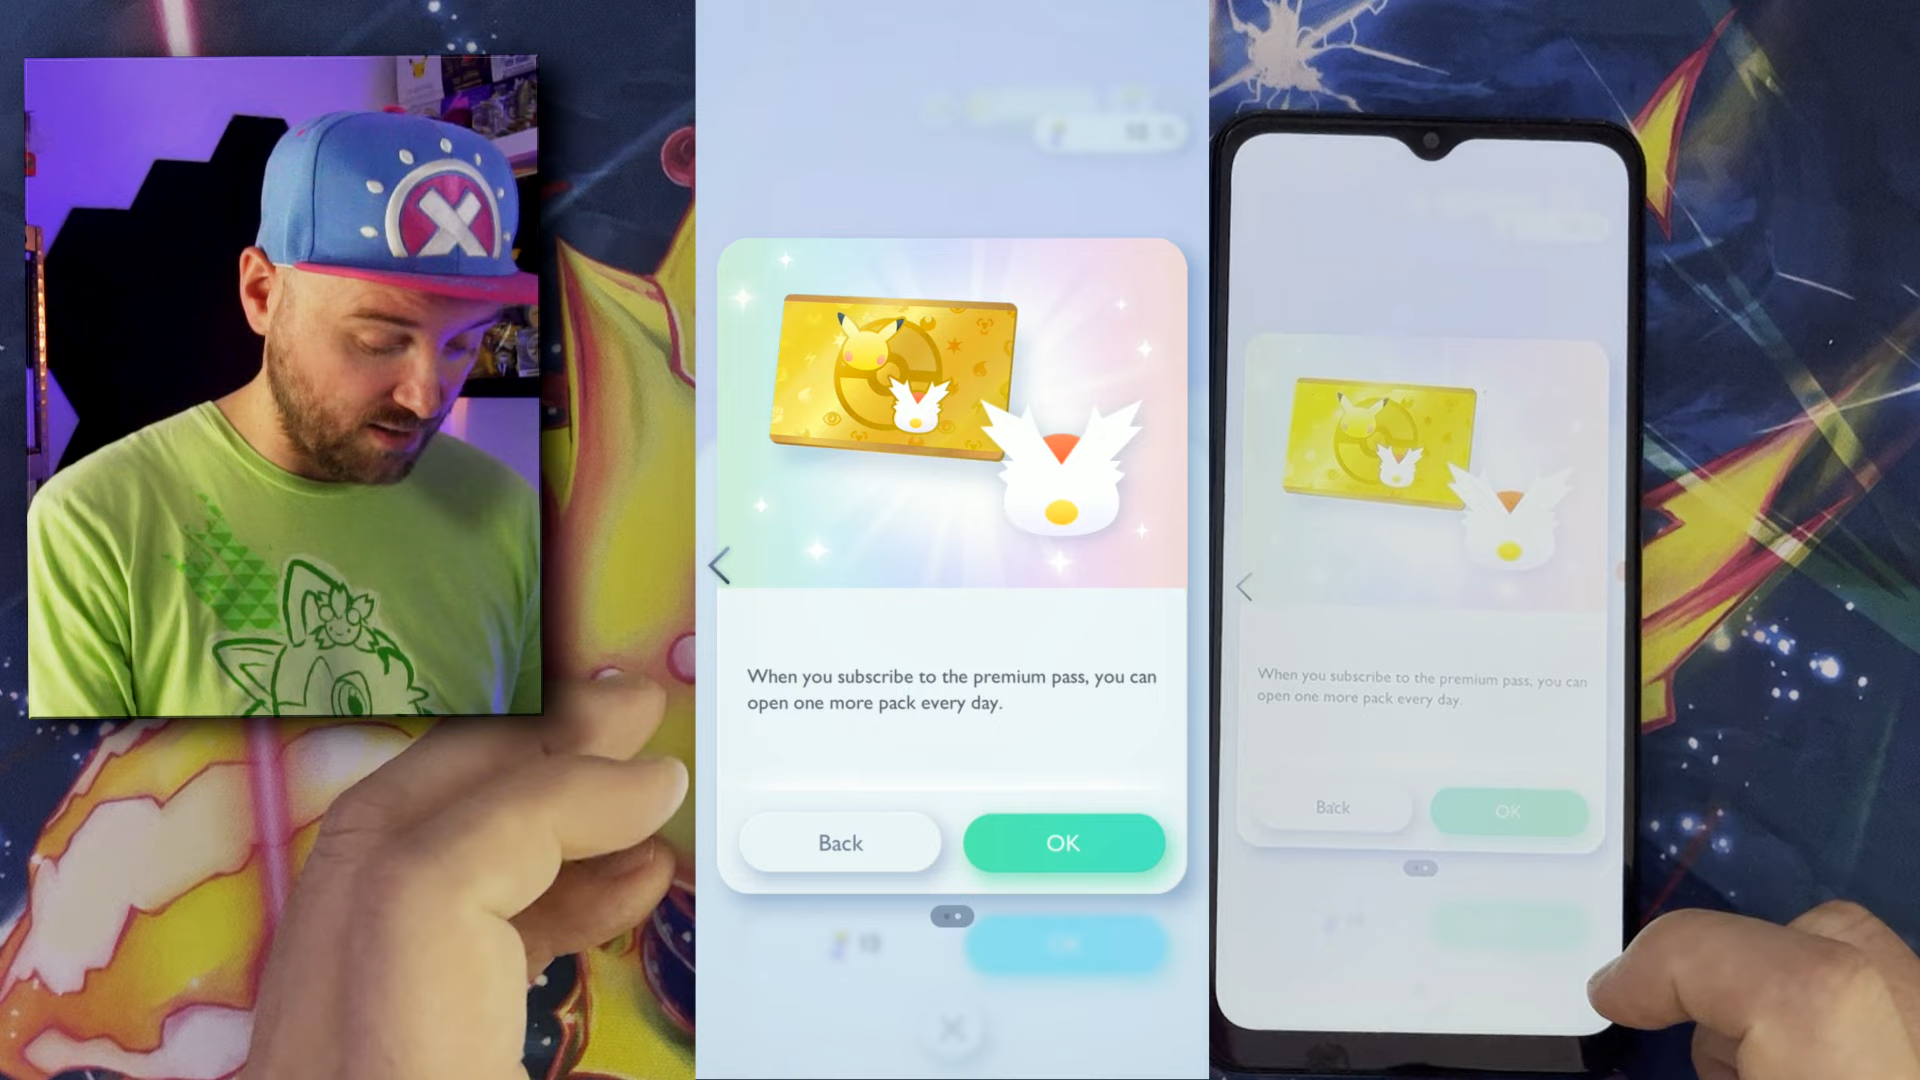 When you subscribe to the premium pass, you can
open one more pack every day.
Back
OK
When you subscribe to the premium pass, you can
open one more pack every day.
Back
OK